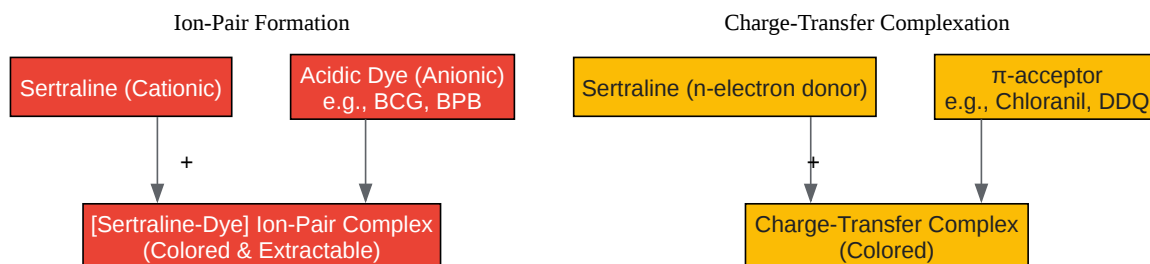 Ion-Pair Formation
Sertraline (Cationic)
Acidic Dye (Anionic)
e.g., BCG, BPB
+
[Sertraline-Dye] Ion-Pair Complex
(Colored & Extractable)
Charge-Transfer Complexation
Sertraline (n-electron donor)
π-acceptor
e.g., Chloranil, DDQ
+
Charge-Transfer Complex
(Colored)